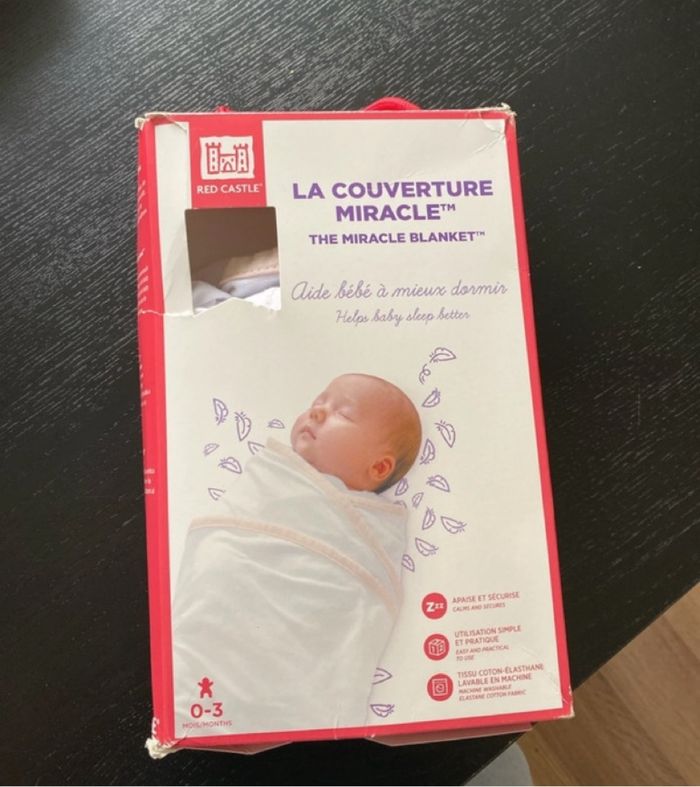 RED CASTLE
LA COUVERTURE
MIRACLE™
THE MIRACLE BLANKET™
Aide bébé à mieux dormir
Helps baby sleep better
Zzz
APAISE ET SÉCURISE
CALMS AND SECURES
UTILISATION SIMPLE
ET PRATIQUE
EASY AND PRACTICAL
TO USE
TISSU COTON-ÉLASTHANE
LAVABLE EN MACHINE
MACHINE WASHABLE
ELASTANE COTTON FABRIC
0-3
MOIS/MONTHS